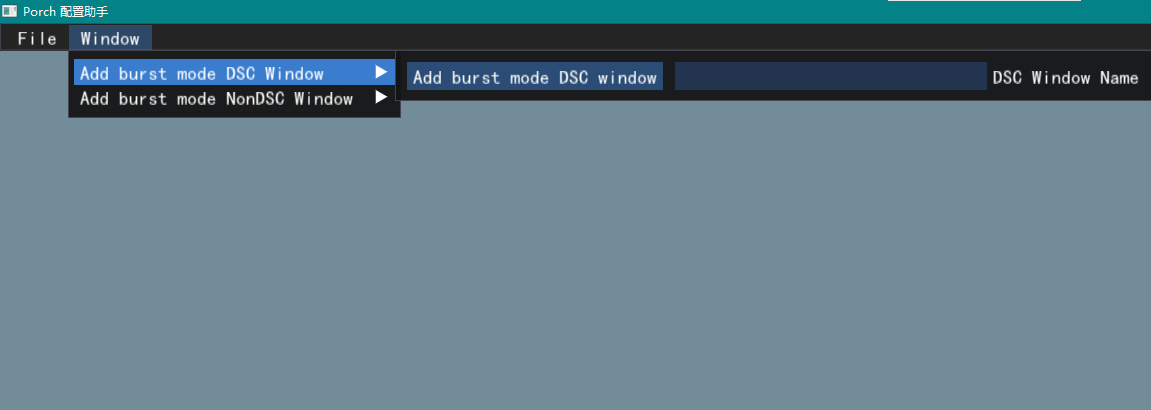 Porch 配置助手
File Window
Add burst mode DSC Window
Add burst mode DSC window DSC Window Name
Add burst mode NonDSC Window